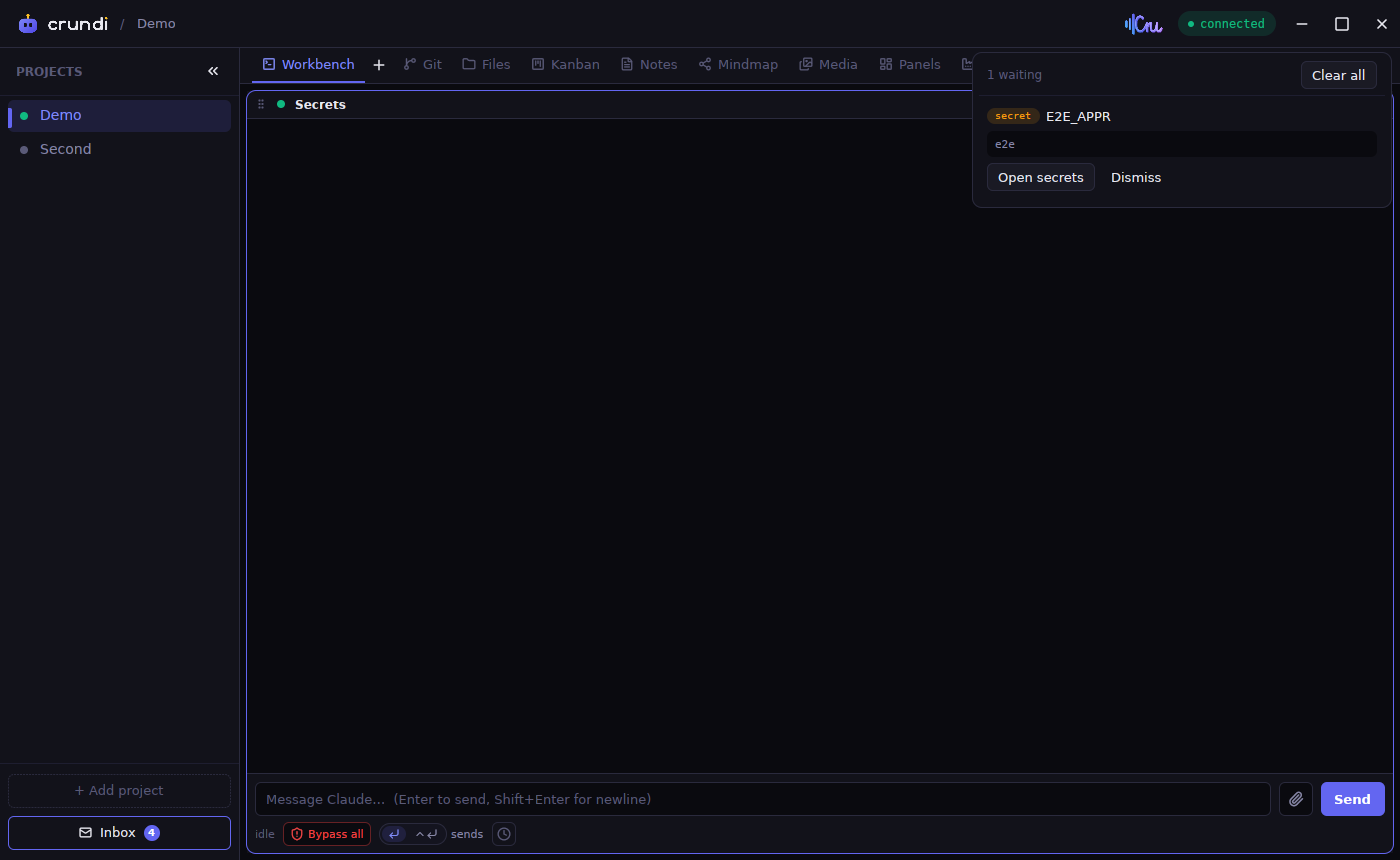 crundi / Demo
Cru
connected
PROJECTS
Demo
Second
+ Add project
Inbox 4
Workbench + Git Files Kanban Notes Mindmap Media Panels
Secrets
1 waiting
Clear all
secret E2E_APPR
e2e
Open secrets Dismiss
Message Claude... (Enter to send, Shift+Enter for newline)
Send
idle Bypass all sends